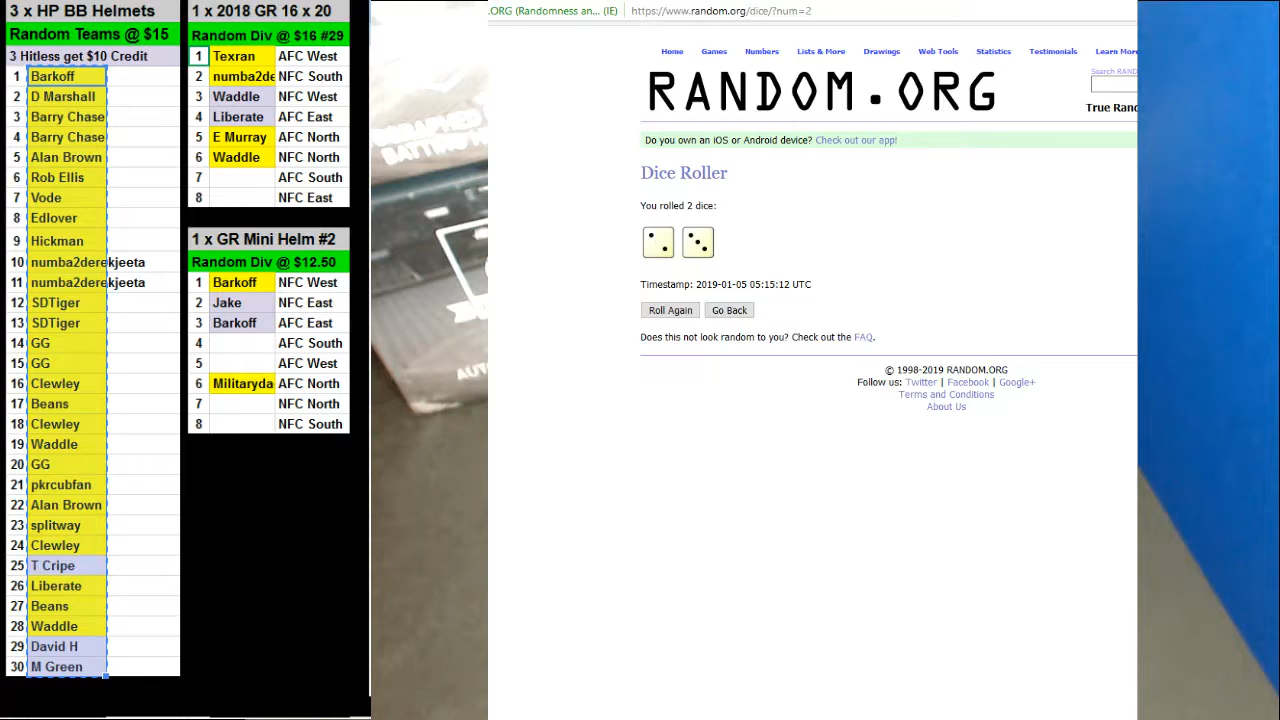 3 x HP BB Helmets
Random Teams @ $15
3 Hitless get $10 Credit
1 Barkoff
2 D Marshall
3 Barry Chase
4 Barry Chase
5 Alan Brown
6 Rob Ellis
7 Vode
8 Edlover
9 Hickman
10 numba2derekjeeta
11 numba2derekjeeta
12 SDTiger
13 SDTiger
14 GG
15 GG
16 Clewley
17 Beans
18 Clewley
19 Waddle
20 GG
21 pkrcubfan
22 Alan Brown
23 splitway
24 Clewley
25 T Cripe
26 Liberate
27 Beans
28 Waddle
29 David H
30 M Green
1 x 2018 GR 16 x 20
Random Div @ $16 #29
1 Texran AFC West
2 numba2de NFC South
3 Waddle NFC West
4 Liberate AFC East
5 E Murray AFC North
6 Waddle NFC North
7 AFC South
8 NFC East
1 x GR Mini Helm #2
Random Div @ $12.50
1 Barkoff NFC West
2 Jake NFC East
3 Barkoff AFC East
4 AFC South
5 AFC West
6 Militaryda AFC North
7 NFC North
8 NFC South
.ORG (Randomness an... (IE) https://www.random.org/dice/?num=2
Home Games Numbers Lists & More Drawings Web Tools Statistics Testimonials Learn More
Search RAND
RANDOM.ORG
True Rand
Do you own an iOS or Android device? Check out our app!
Dice Roller
You rolled 2 dice:
Timestamp: 2019-01-05 05:15:12 UTC
Roll Again Go Back
Does this not look random to you? Check out the FAQ.
© 1998-2019 RANDOM.ORG
Follow us: Twitter | Facebook | Google+
Terms and Conditions
About Us